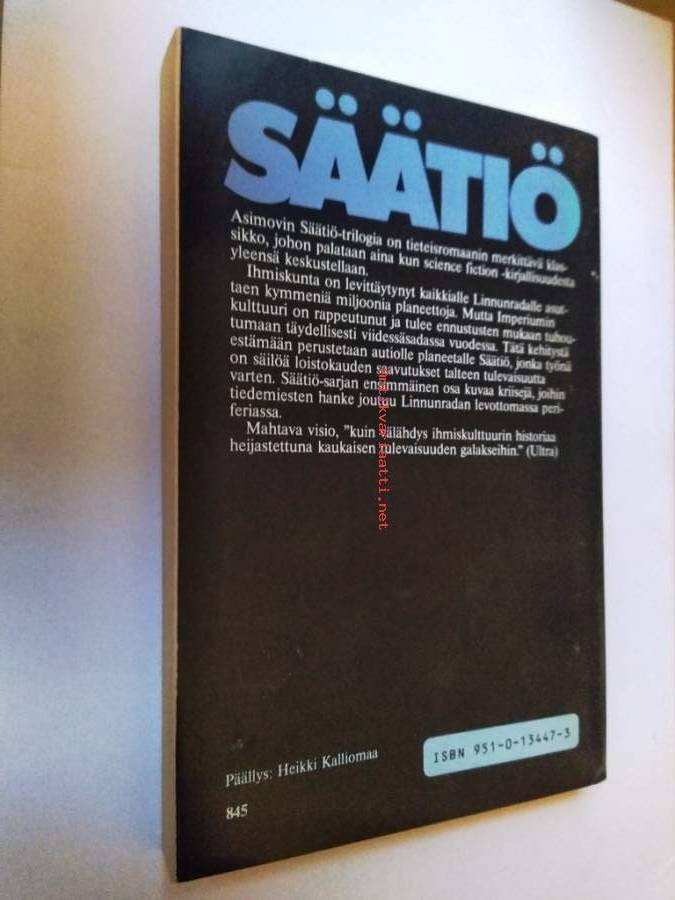 SÄÄTIÖ
Asimovin Säätiö-trilogia on tieteisromaanin merkittävä klas-
sikko, johon palataan aina kun science fiction -kirjallisuudesta
yleensä keskustellaan.
Ihmiskunta on levittäytynyt kaikkialle Linnunradalle asut-
taen kymmeniä miljoonia planeettoja. Mutta Imperiumin
kulttuuri on rappeutunut ja tulee ennustusten mukaan tuhou-
tumaan täydellisesti viidessäsadassa vuodessa. Tätä kehitystä
estämään perustetaan autiolle planeetalle Säätiö, jonka työnä
on säilöä loistokauden saavutukset talteen tulevaisuutta
varten. Säätiö-sarjan ensimmäinen osa kuvaa kriisejä, joihin
tiedemiesten hanke joutuu Linnunradan levottomassa peri-
feriassa.
Mahtava visio, "kuin välähdys ihmiskulttuurin historiaa
heijastettuna kaukaisen tulevaisuuden galakseihin." (Ultra)
Päällys: Heikki Kalliomaa
ISBN 951-0-13447-3
845